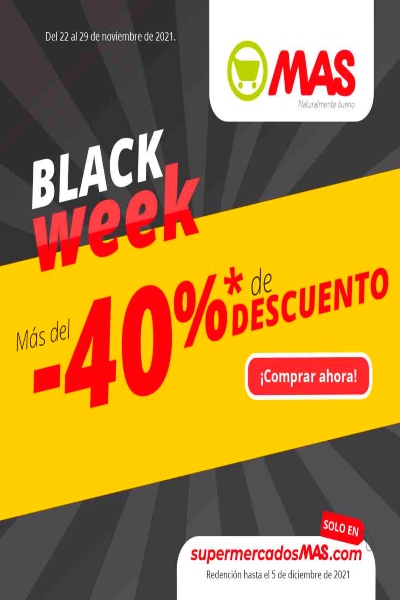 Del 22 al 29 de noviembre de 2021.
MAS
Naturalmente bueno
BLACK
week
Más del
-40%* de
DESCUENTO
¡Comprar ahora!
SOLO EN
supermercadosMAS.com
Redención hasta el 5 de diciembre de 2021